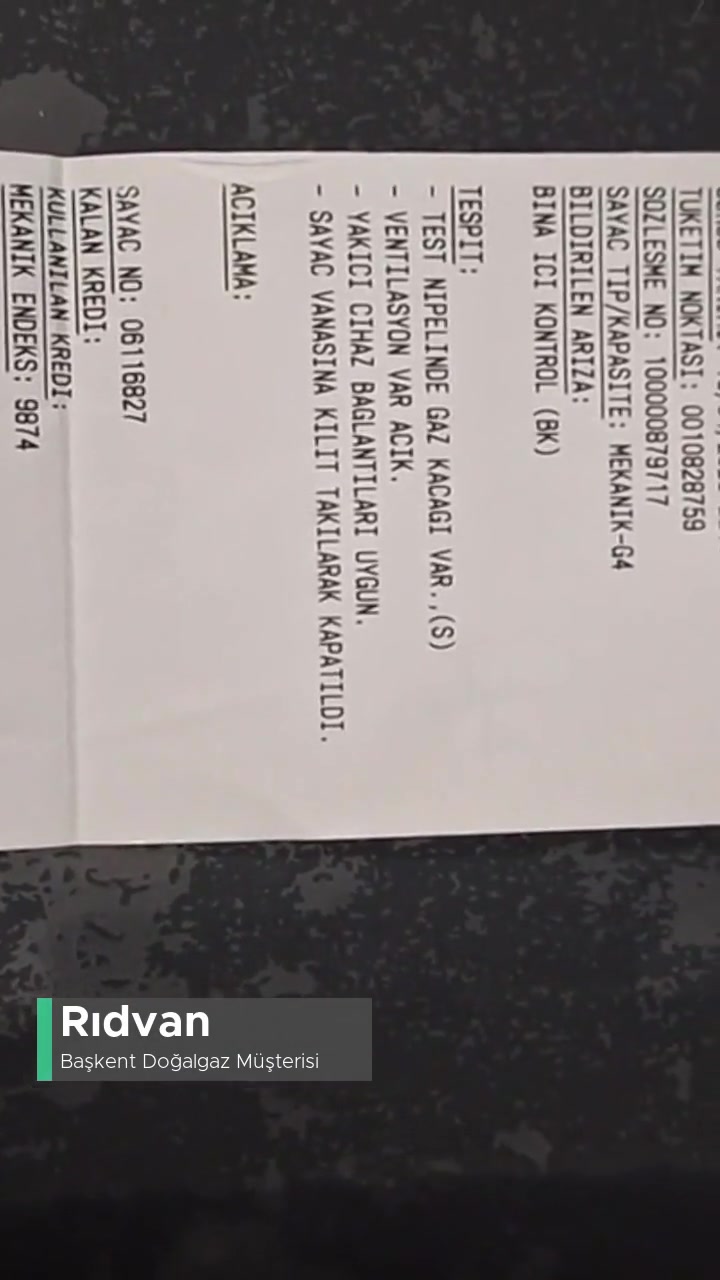 TUKETIM NOKTASI: 0010828759
SOZLESME NO: 100000879717
SAYAC TIP/KAPASITE: MEKANIK-G4
BILDIRILEN ARIZA:
BINA ICI KONTROL (BK)
TESPIT:
- TEST NIPELINDE GAZ KACAGI VAR.,(S)
- VENTILASYON VAR ACIK.
- YAKICI CIHAZ BAGLANTILARI UYGUN.
- SAYAC VANASINA KILIT TAKILARAK KAPATILDI.
ACIKLAMA:
SAYAC NO: 06116827
KALAN KREDI:
KULLANILAN KREDI:
MEKANIK ENDEKS: 9874
Rıdvan
Başkent Doğalgaz Müşterisi